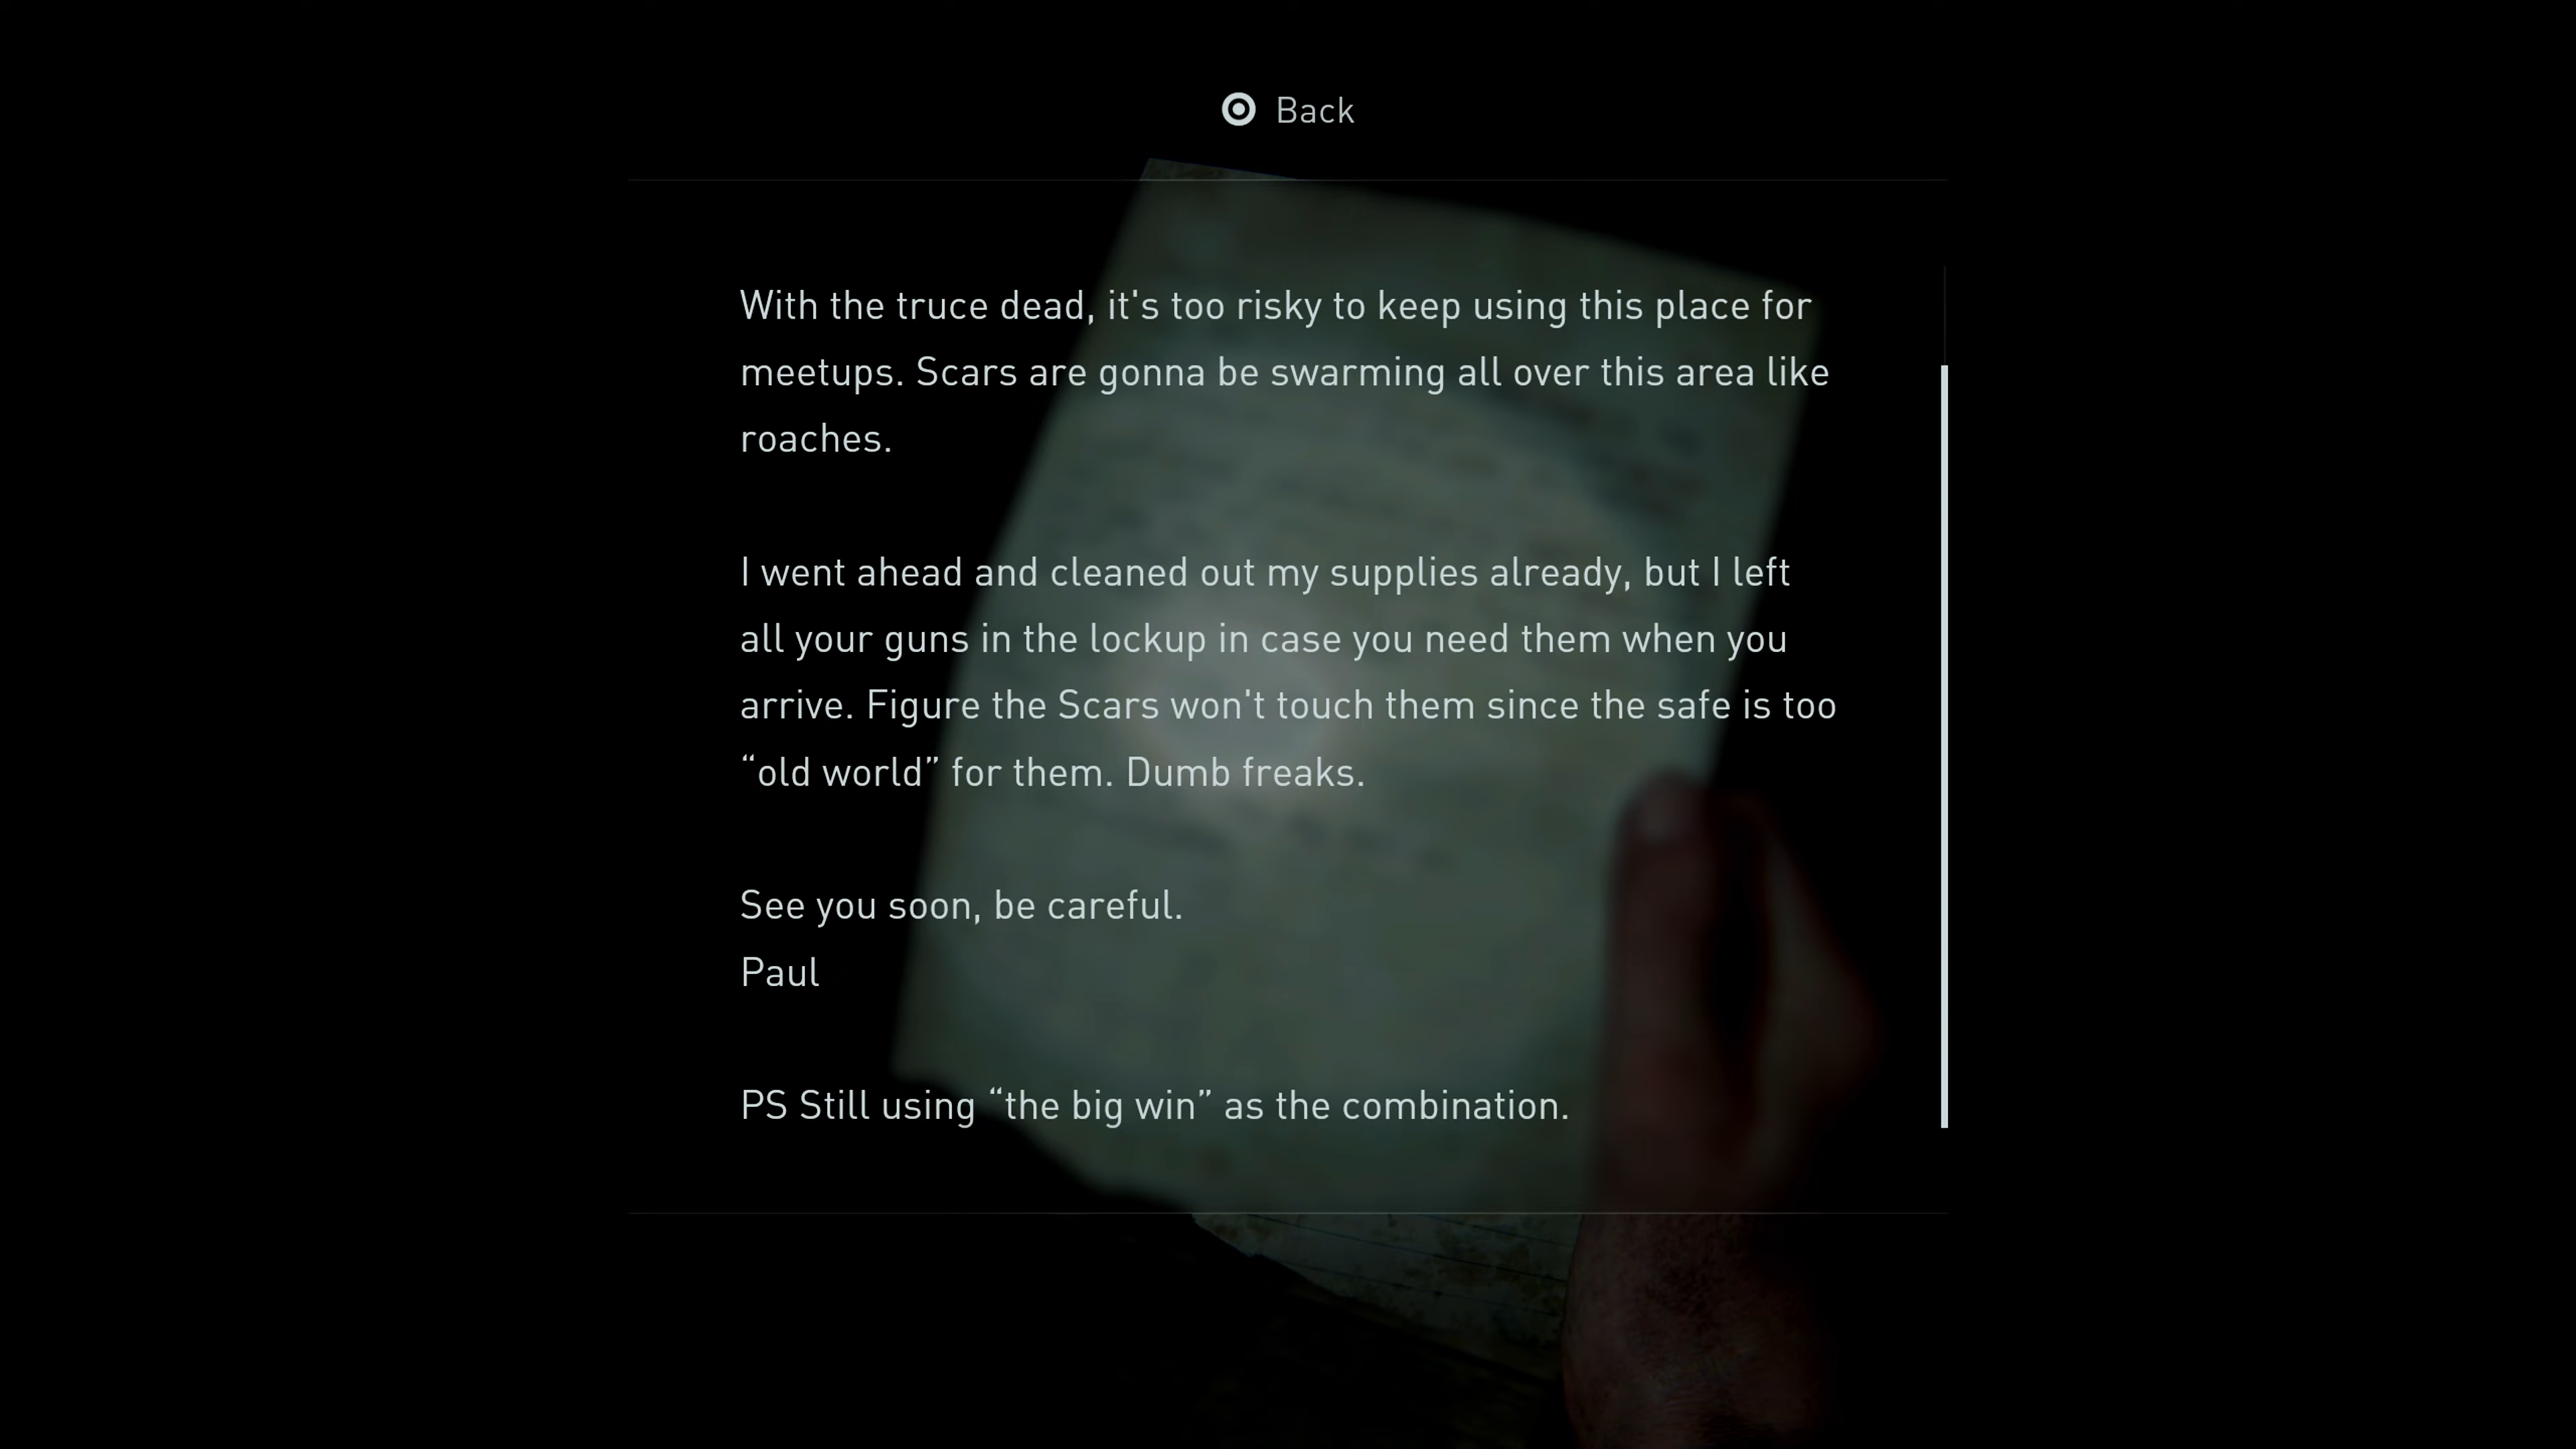 Back
With the truce dead, it's too risky to keep using this place for
meetups. Scars are gonna be swarming all over this area like
roaches.
I went ahead and cleaned out my supplies already, but I left
all your guns in the lockup in case you need them when you
arrive. Figure the Scars won't touch them since the safe is too
“old world” for them. Dumb freaks.
See you soon, be careful.
Paul
PS Still using “the big win” as the combination.